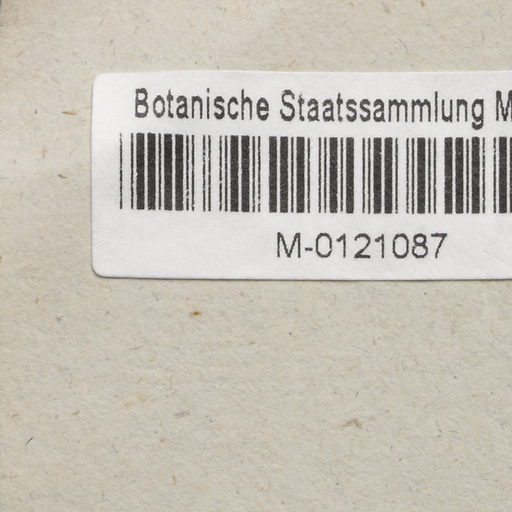 Botanische Staatssammlung M
M-0121087